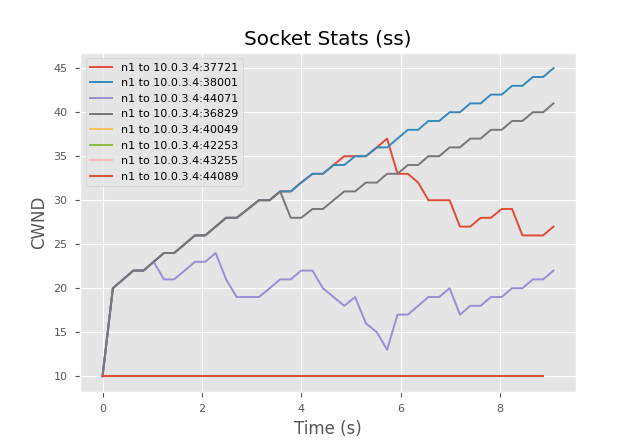 Socket Stats (ss)
n1 to 10.0.3.4:37721
n1 to 10.0.3.4:38001
n1 to 10.0.3.4:44071
n1 to 10.0.3.4:36829
n1 to 10.0.3.4:40049
n1 to 10.0.3.4:42253
n1 to 10.0.3.4:43255
n1 to 10.0.3.4:44089
45
40
35
30
25
20
15
10
CWND
0 2 4 6 8
Time (s)